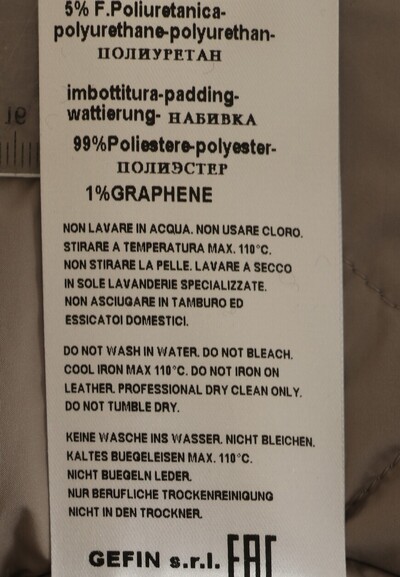 5% F.Poliuretanica-
polyurethane-polyurethan-
ПОЛИУРЕТАН
imbottitura-padding-
wattierung- НАБИВКА
99%Poliestere-polyester-
ПОЛИЭСТЕР
1%GRAPHENE
NON LAVARE IN ACQUA. NON USARE CLORO.
STIRARE A TEMPERATURA MAX. 110°C.
NON STIRARE LA PELLE. LAVARE A SECCO
IN SOLE LAVANDERIE SPECIALIZZATE.
NON ASCIUGARE IN TAMBURO ED
ESSICATOI DOMESTICI.
DO NOT WASH IN WATER. DO NOT BLEACH.
COOL IRON MAX 110°C. DO NOT IRON ON
LEATHER. PROFESSIONAL DRY CLEAN ONLY.
DO NOT TUMBLE DRY.
KEINE WASCHE INS WASSER. NICHT BLEICHEN.
KALTES BUEGELEISEN MAX. 110°C.
NICHT BUEGELN LEDER.
NUR BERUFLICHE TROCKENREINIGUNG
NICHT IN DEN TROCKNER.
GEFIN s.r.l. EAC